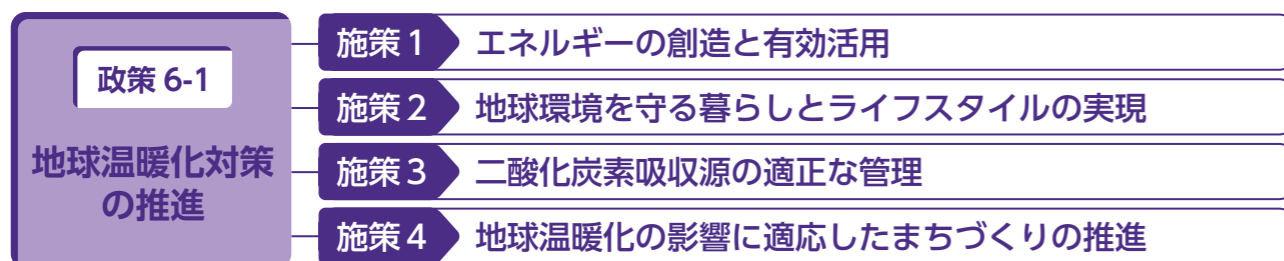 政策 6-1
地球温暖化対策
の推進
施策 1 エネルギーの創造と有効活用
施策 2 地球環境を守る暮らしとライフスタイルの実現
施策 3 二酸化炭素吸収源の適正な管理
施策 4 地球温暖化の影響に適応したまちづくりの推進